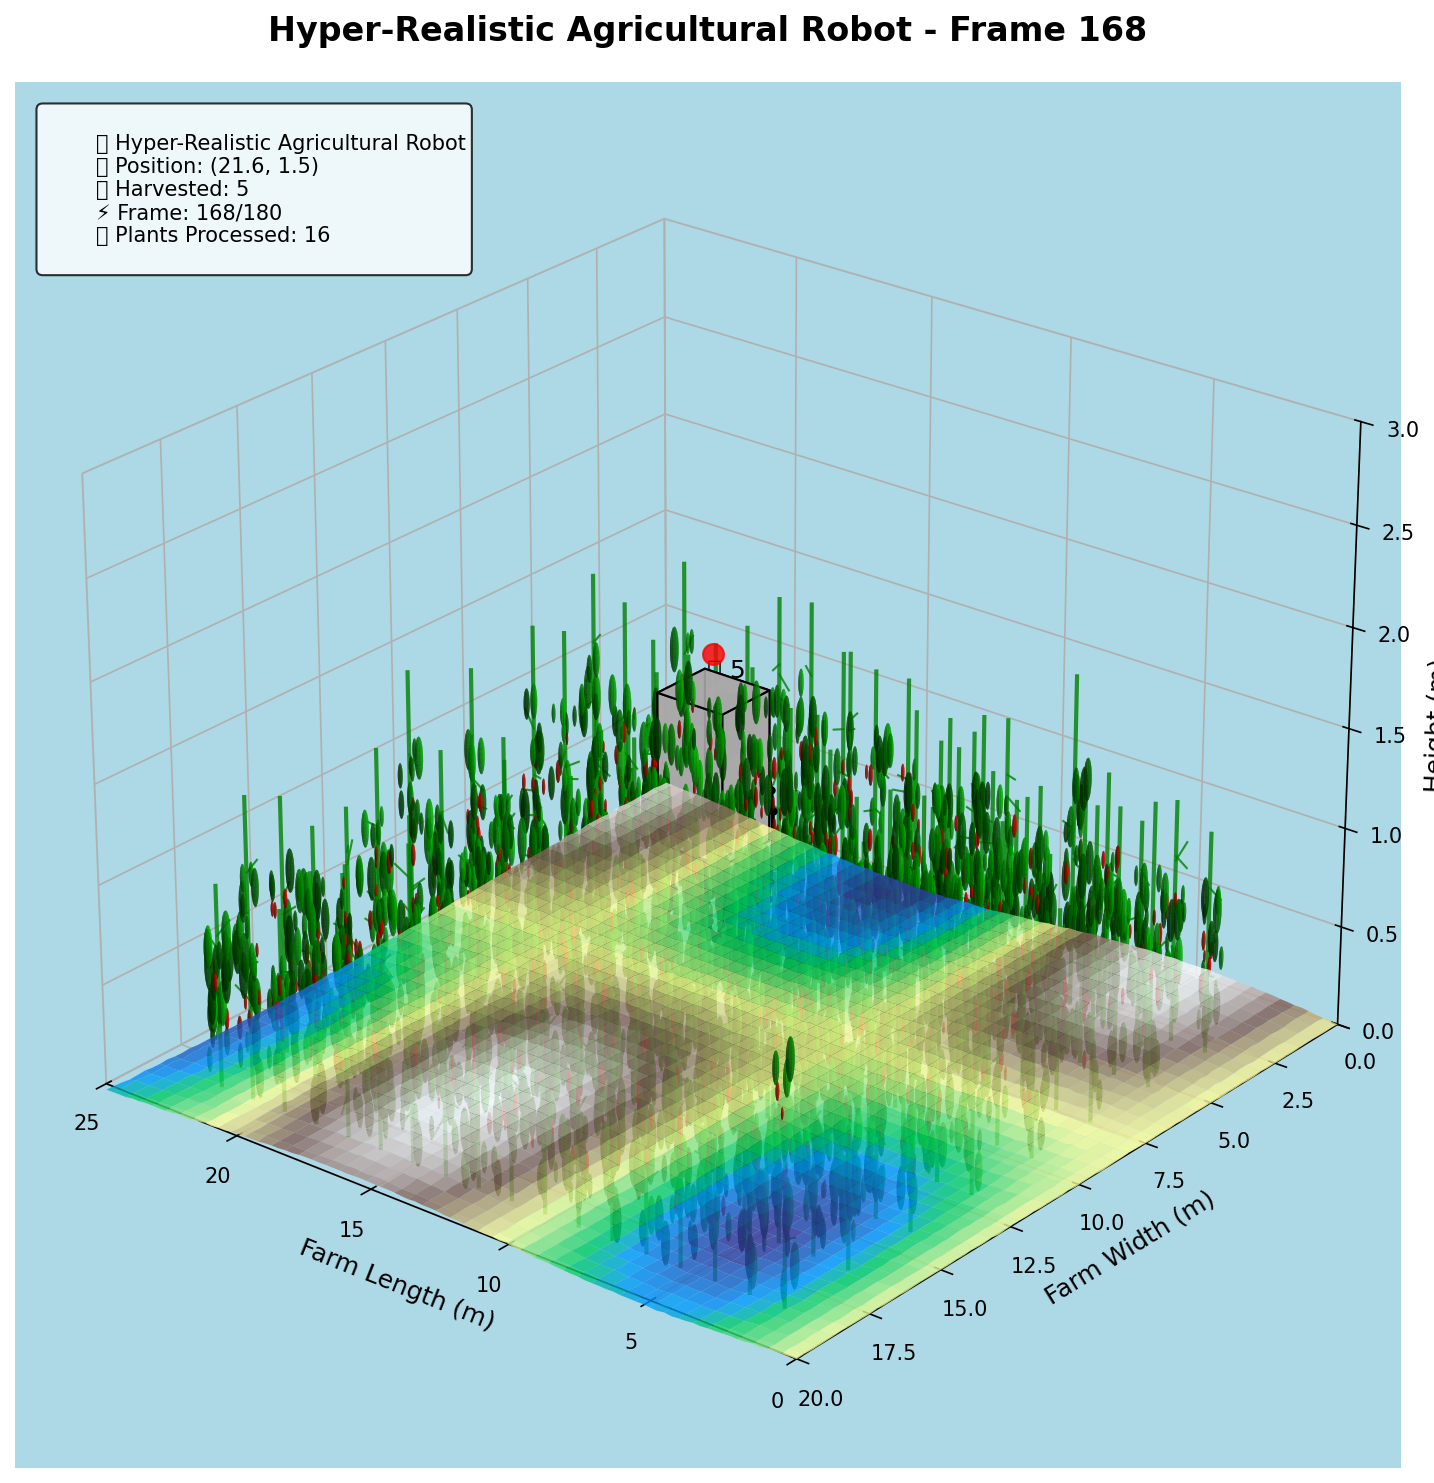 Hyper-Realistic Agricultural Robot - Frame 168
Hyper-Realistic Agricultural Robot
Position: (21.6, 1.5)
Harvested: 5
⚡ Frame: 168/180
Plants Processed: 16
5
3.0
2.5
2.0
1.5
1.0
0.5
0.0
Height (m)
0.0
2.5
5.0
7.5
10.0
12.5
15.0
17.5
20.0
Farm Width (m)
25
20
15
10
5
0
Farm Length (m)